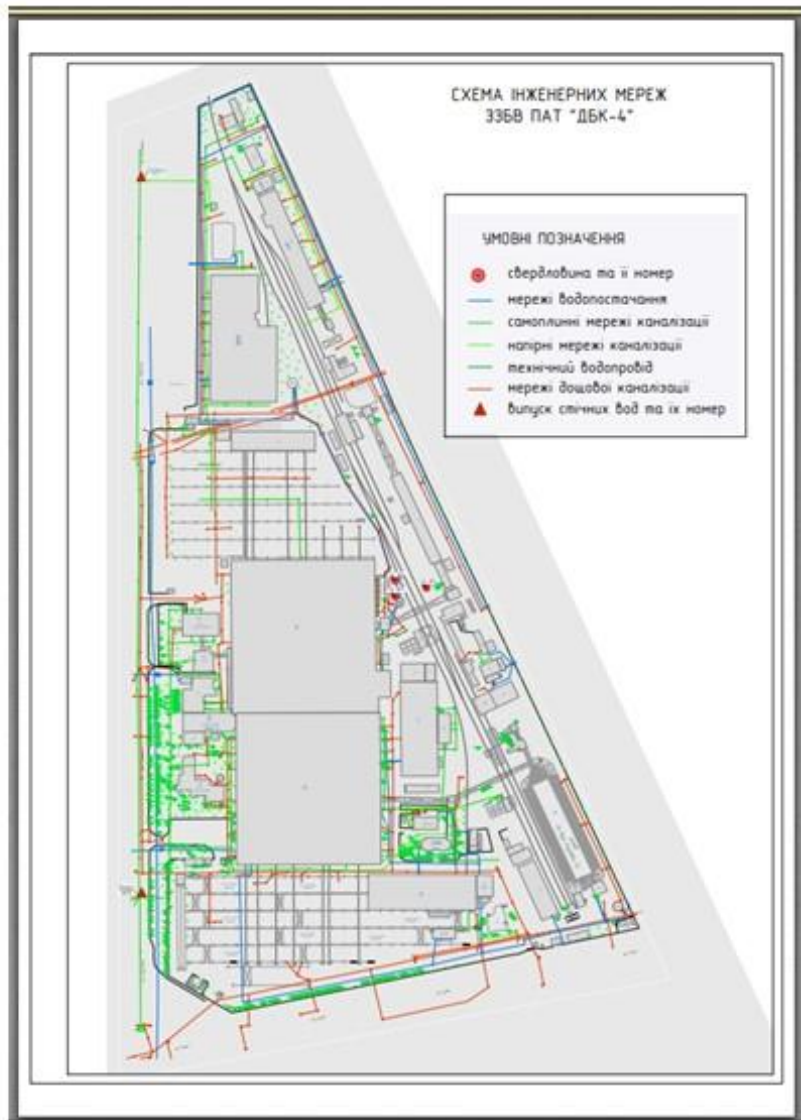 СХЕМА ІНЖЕНЕРНИХ МЕРЕЖ
ЗЗБВ ПАТ "ДБК-4"
УМОВНІ ПОЗНАЧЕННЯ
свердловина та її номер
мережі водопостачання
самоплинні мережі каналізації
напірні мережі каналізації
технічний водопровід
мережі дощової каналізації
випуск стічних вод та їх номер